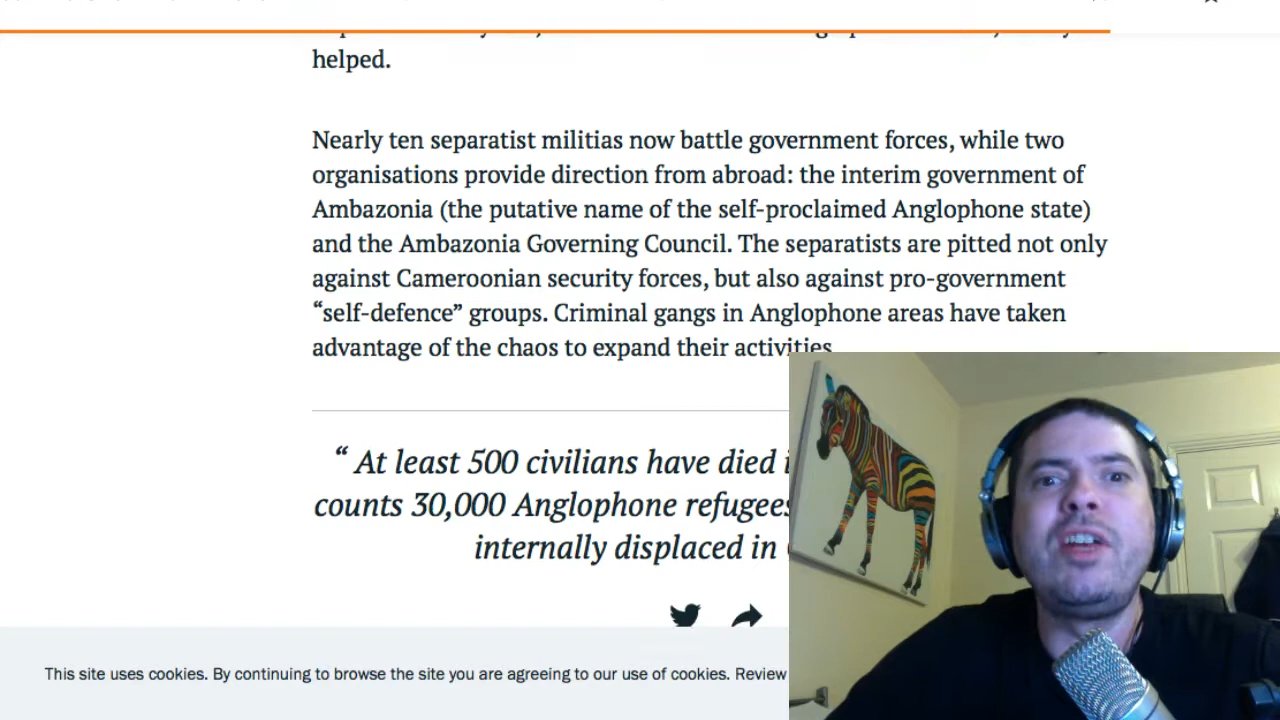 helped.
Nearly ten separatist militias now battle government forces, while two
organisations provide direction from abroad: the interim government of
Ambazonia (the putative name of the self-proclaimed Anglophone state)
and the Ambazonia Governing Council. The separatists are pitted not only
against Cameroonian security forces, but also against pro-government
“self-defence” groups. Criminal gangs in Anglophone areas have taken
advantage of the chaos to expand their activities
“ At least 500 civilians have died i
counts 30,000 Anglophone refugees
internally displaced in
This site uses cookies. By continuing to browse the site you are agreeing to our use of cookies. Review